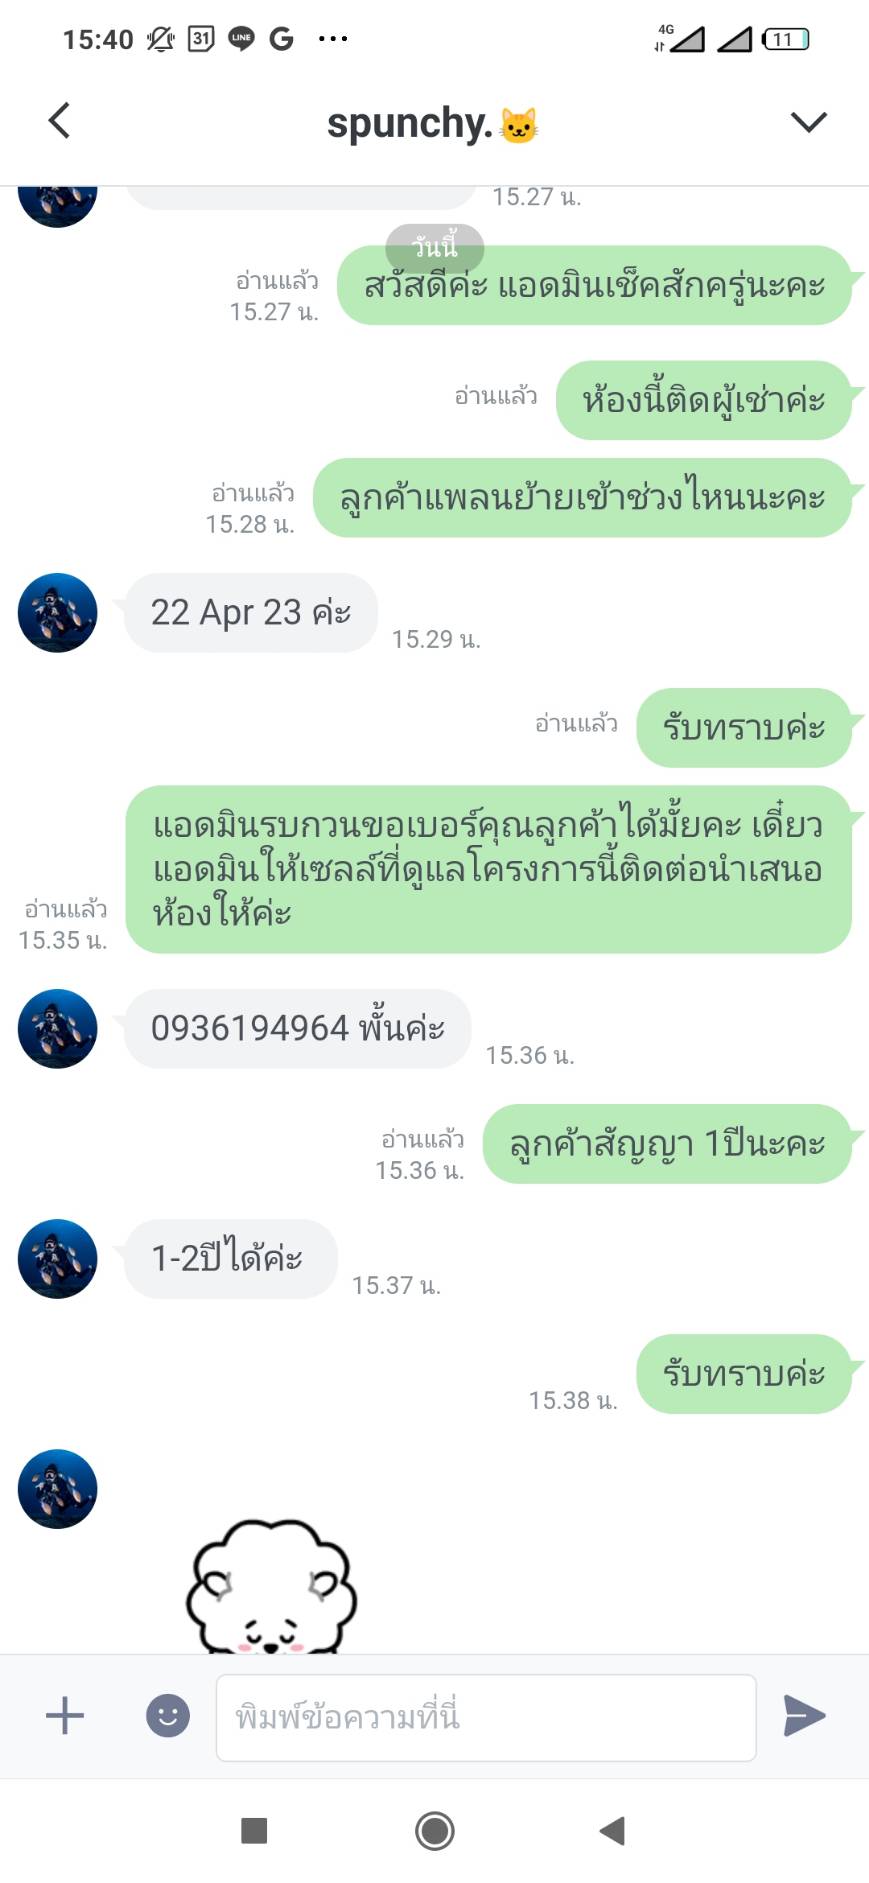 15:40
31
LINE
G
4G
11
spunchy.
15.27 น.
วันนี้
สวัสดีค่ะ แอดมินเช็คสักครู่นะคะ
อ่านแล้ว
15.27 น.
ห้องนี้ติดผู้เช่าค่ะ
อ่านแล้ว
ลูกค้าแพลนย้ายเข้าช่วงไหนนะคะ
อ่านแล้ว
15.28 น.
22 Apr 23 ค่ะ
15.29 น.
รับทราบค่ะ
อ่านแล้ว
แอดมินรบกวนขอเบอร์คุณลูกค้าได้มั้ยคะ เดี๋ยว
แอดมินให้เซลล์ที่ดูแลโครงการนี้ติดต่อนำเสนอ
ห้องให้ค่ะ
อ่านแล้ว
15.35 น.
0936194964 พั้นค่ะ
15.36 น.
ลูกค้าสัญญา 1ปีนะคะ
อ่านแล้ว
15.36 น.
1-2ปีได้ค่ะ
15.37 น.
รับทราบค่ะ
15.38 น.
พิมพ์ข้อความที่นี่